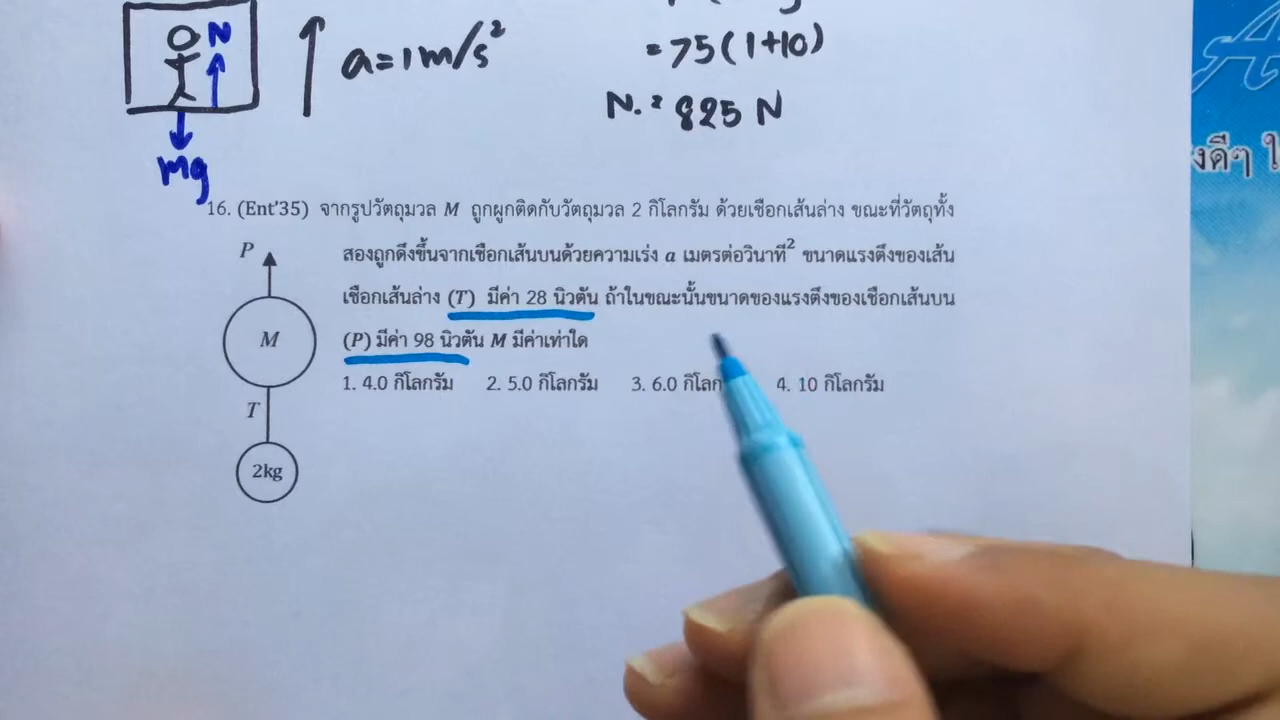 N
a=1m/s²
=75(1+10)
N.= 825 N
mg
งดีๆ
16. (Ent'35) จากรูปวัตถุมวล M ถูกผูกติดกับวัตถุมวล 2 กิโลกรัม ด้วยเชือกเส้นล่าง ขณะที่วัตถุทั้ง
สองถูกดึงขึ้นจากเชือกเส้นบนด้วยความเร่ง a เมตรต่อวินาที² ขนาดแรงตึงของเส้น
เชือกเส้นล่าง (T) มีค่า 28 นิวตัน ถ้าในขณะนั้นขนาดของแรงตึงของเชือกเส้นบน
(P) มีค่า 98 นิวตัน M มีค่าเท่าใด
1. 4.0 กิโลกรัม 2. 5.0 กิโลกรัม 3. 6.0 กิโลก 4. 10 กิโลกรัม
P
M
T
2kg